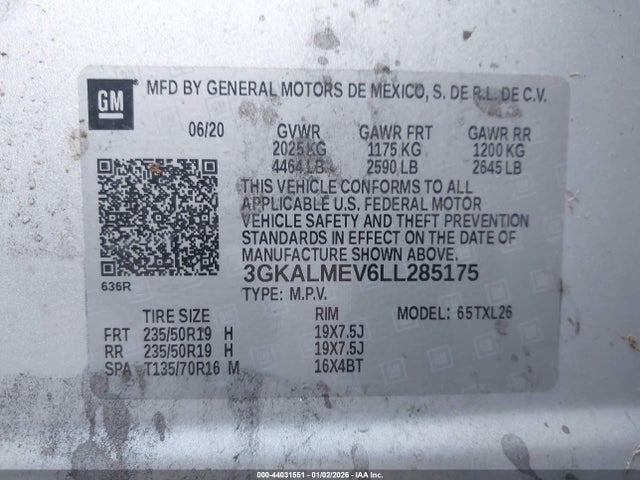 GM
MFD BY GENERAL MOTORS DE MEXICO, S. DE R.L. DE C.V.
06/20 GVWR GAWR FRT GAWR RR
2025 KG 1175 KG 1200 KG
4464 LB 2590 LB 2645 LB
THIS VEHICLE CONFORMS TO ALL
APPLICABLE U.S. FEDERAL MOTOR
VEHICLE SAFETY AND THEFT PREVENTION
STANDARDS IN EFFECT ON THE DATE OF
MANUFACTURE SHOWN ABOVE.
3GKALMEV6LL285175
636R
TYPE: M.P.V.
TIRE SIZE RIM MODEL: 65TXL26
FRT 235/50R19 H 19X7.5J
RR 235/50R19 H 19X7.5J
SPA T135/70R16 M 16X4BT
000-44031551 - 01/02/2026 - IAA Inc.